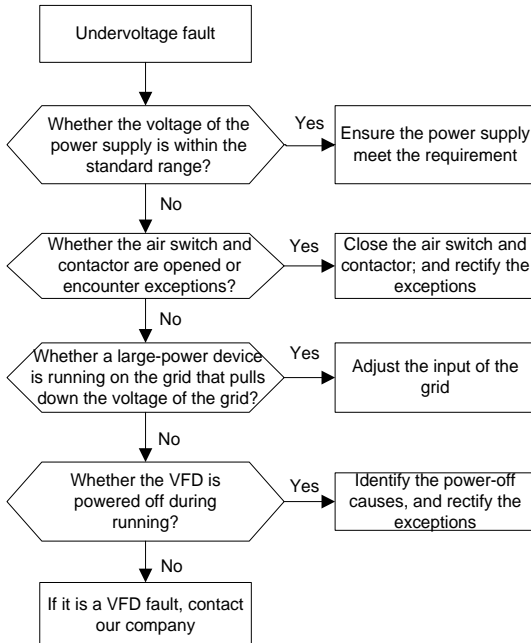 Undervoltage fault
Whether the voltage of the
power supply is within the
standard range?
Yes
Ensure the power supply
meet the requirement
No
Whether the air switch and
contactor are opened or
encounter exceptions?
Yes
Close the air switch and
contactor; and rectify the
exceptions
No
Whether a large-power device
is running on the grid that pulls
down the voltage of the grid?
Yes
Adjust the input of the
grid
No
Whether the VFD is
powered off during
running?
Yes
Identify the power-off
causes, and rectify the
exceptions
No
If it is a VFD fault, contact
our company